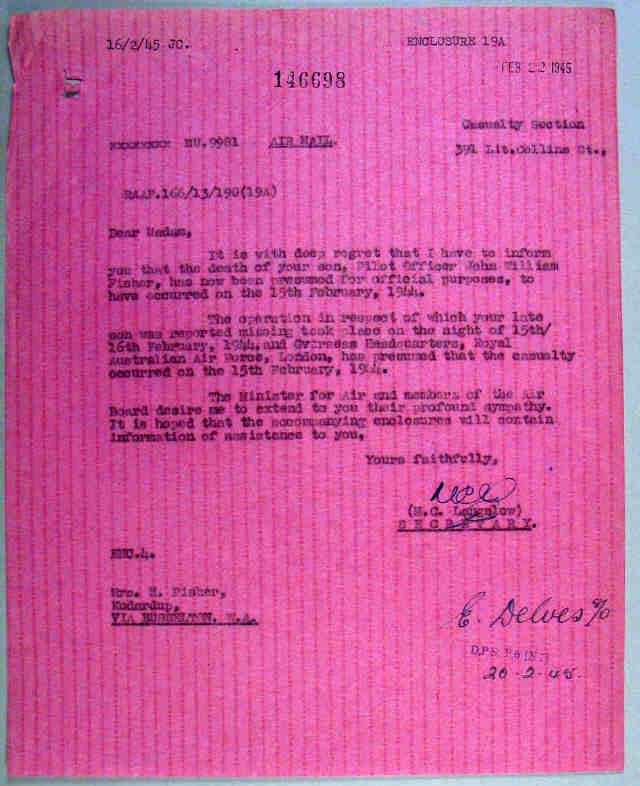 16/2/45 JC. ENCLOSURE 19A
FEB 22 1945
146698
Casualty Section
391 Lit.Collins St.,
xxxxxxxx MU.9981 AIR MAIL.
RAAF.166/13/190(19A)
Dear Madam,
It is with deep regret that I have to inform
you that the death of your son, Pilot Officer John William
Fisher, has now been presumed for official purposes, to
have occurred on the 15th February, 1944.
The operation in respect of which your late
son was reported missing took place on the night of 15th/
16th February, 1944, and Overseas Headquarters, Royal
Australian Air Force, London, has presumed that the casualty
occurred on the 15th February, 1944.
The Minister for Air and members of the Air
Board desire me to extend to you their profound sympathy.
It is hoped that the accompanying enclosures will contain
information of assistance to you.
Yours faithfully,
(M.C. Langslow)
SECRETARY.
ENC.4.
Mrs. H. Fisher,
Kudardup,
VIA BUSSELTON. W.A.
E. Delves
D.P.S.
20-2-45.